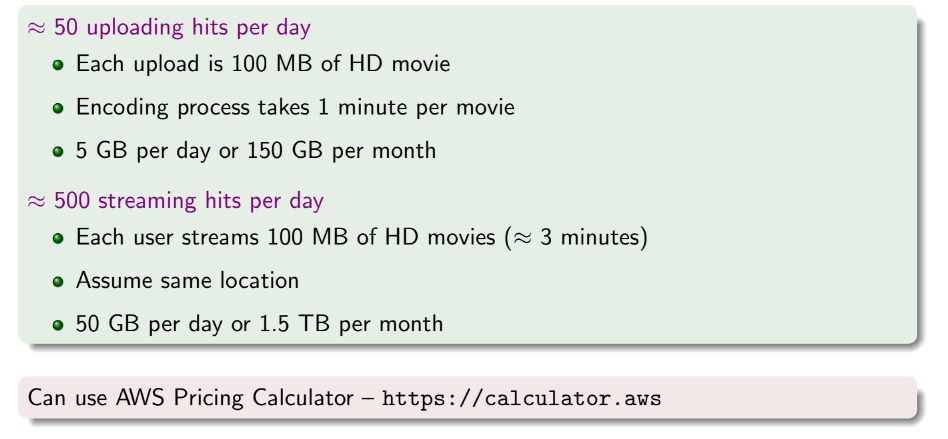 ≈ 50 uploading hits per day
Each upload is 100 MB of HD movie
Encoding process takes 1 minute per movie
5 GB per day or 150 GB per month
≈ 500 streaming hits per day
Each user streams 100 MB of HD movies (≈ 3 minutes)
Assume same location
50 GB per day or 1.5 TB per month
Can use AWS Pricing Calculator – https://calculator.aws